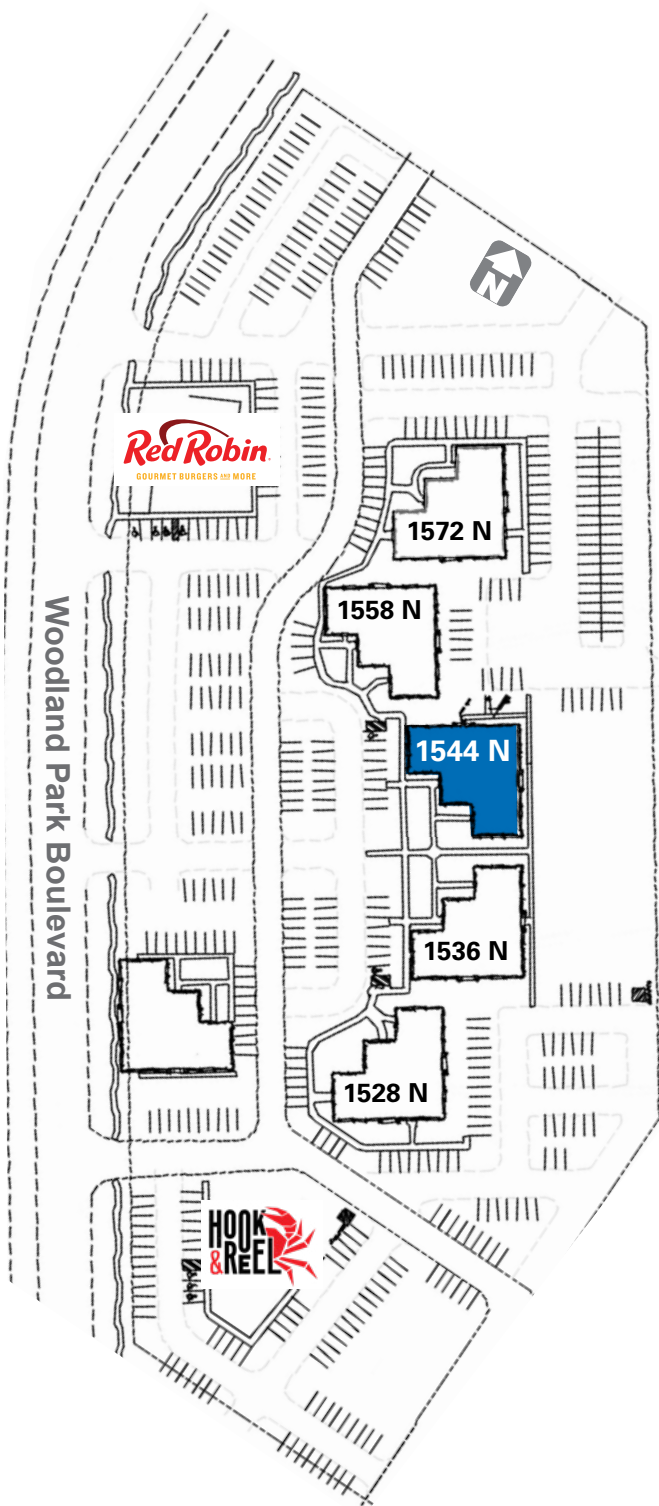 N
Red Robin
GOURMET BURGERS AND MORE
1572 N
1558 N
Woodland Park Boulevard
1544 N
1536 N
1528 N
HOOK
& REEL